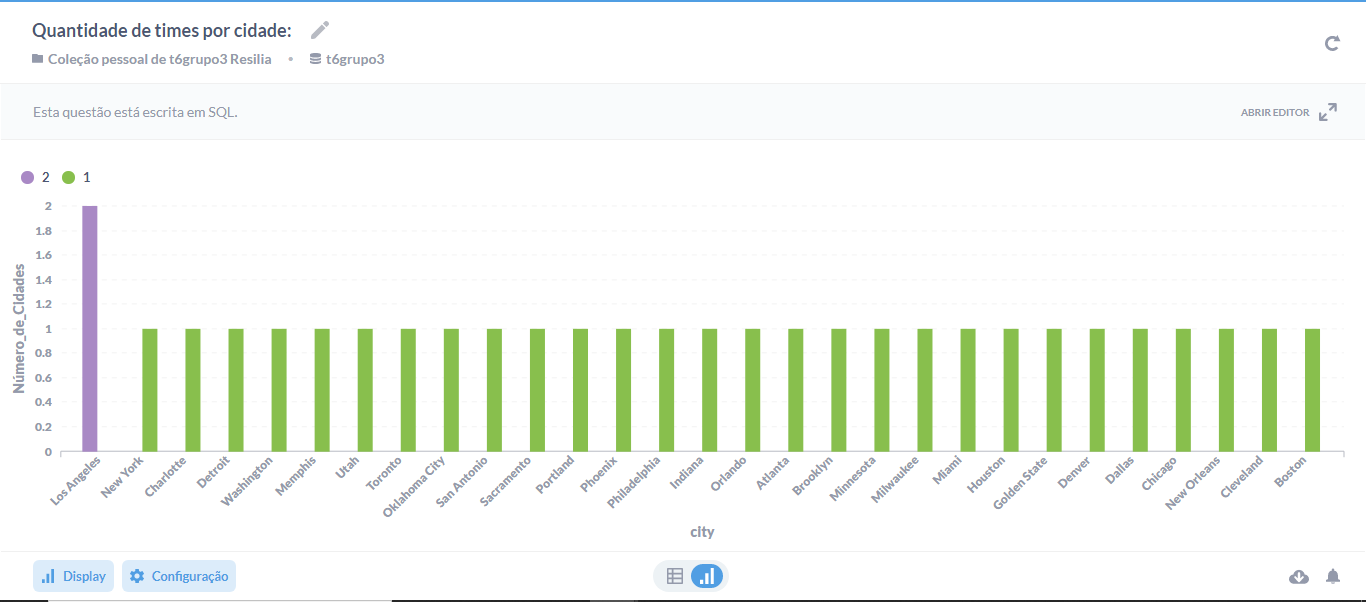 Quantidade de times por cidade:
Coleção pessoal de t6grupo3 Resilia • t6grupo3
Esta questão está escrita em SQL.
ABRIR EDITOR
2 1
Número_de_Cidades
2
1.8
1.6
1.4
1.2
1
0.8
0.6
0.4
0.2
0
Los Angeles
New York
Charlotte
Detroit
Washington
Memphis
Utah
Toronto
Oklahoma City
San Antonio
Sacramento
Portland
Phoenix
Philadelphia
Indiana
Orlando
Atlanta
Brooklyn
Minnesota
Milwaukee
Miami
Houston
Golden State
Denver
Dallas
Chicago
New Orleans
Cleveland
Boston
city
Display
Configuração